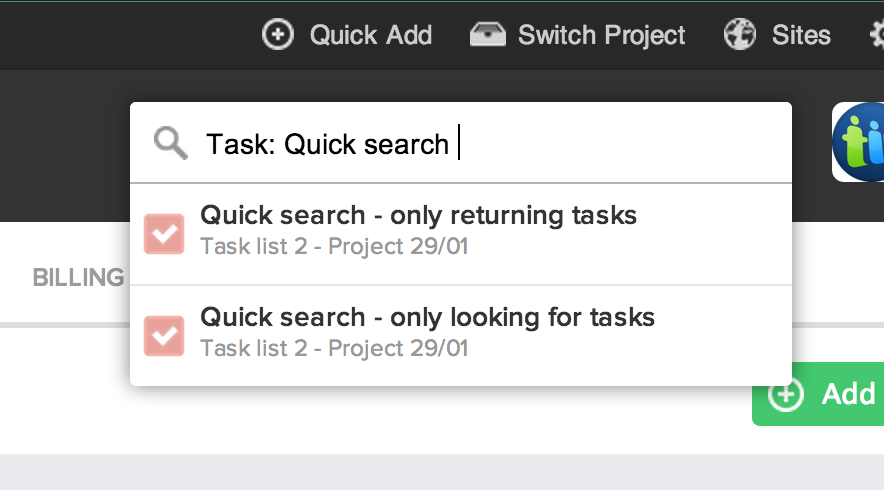 Quick Add Switch Project Sites
Task: Quick search
Quick search - only returning tasks
Task list 2 - Project 29/01
BILLING
Quick search - only looking for tasks
Task list 2 - Project 29/01
Add